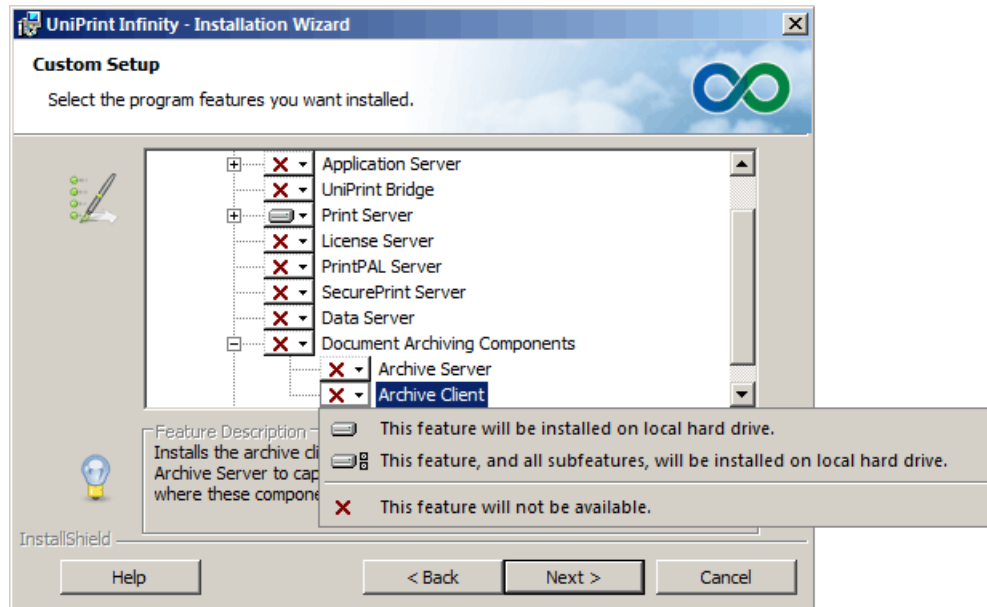 UniPrint Infinity - Installation Wizard
Custom Setup
Select the program features you want installed.
Application Server
UniPrint Bridge
Print Server
License Server
PrintPAL Server
SecurePrint Server
Data Server
Document Archiving Components
Archive Server
Archive Client
Feature Description
Installs the archive cli
Archive Server to cap
where these compone
This feature will be installed on local hard drive.
This feature, and all subfeatures, will be installed on local hard drive.
This feature will not be available.
InstallShield
Help
< Back
Next >
Cancel